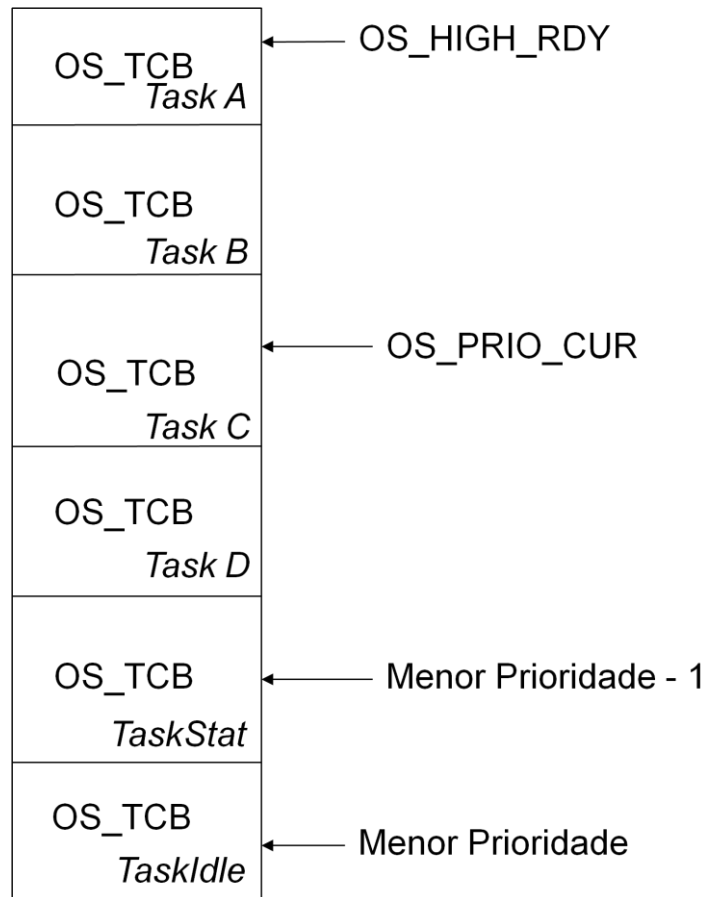 OS_TCB
Task A
OS_HIGH_RDY
OS_TCB
Task B
OS_TCB
Task C
OS_PRIO_CUR
OS_TCB
Task D
OS_TCB
TaskStat
Menor Prioridade - 1
OS_TCB
TaskIdle
Menor Prioridade